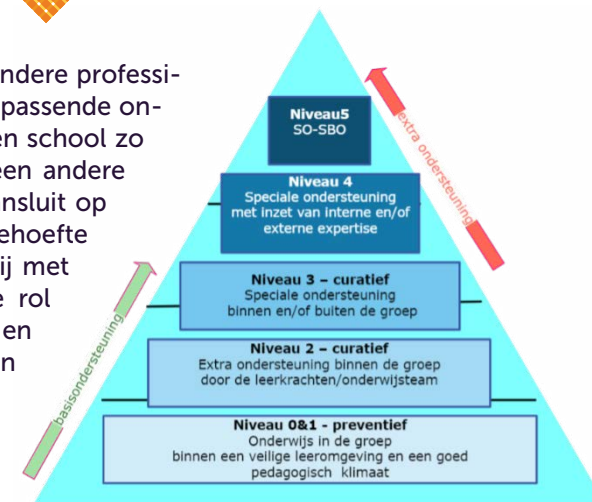 ndere professi-
passende on-
en school zo
een andere
nsluit op
ehoefte
ij met
e rol
en
n
Niveau5
SO-SBO
Niveau 4
Speciale ondersteuning
met inzet van interne en/of
externe expertise
Niveau 3 – curatief
Speciale ondersteuning
binnen en/of buiten de groep
Niveau 2 – curatief
Extra ondersteuning binnen de groep
door de leerkrachten/onderwijsteam
Niveau 0&1 - preventief
Onderwijs in de groep
binnen een veilige leeromgeving en een goed
pedagogisch klimaat
basisondersteuning
extra ondersteuning